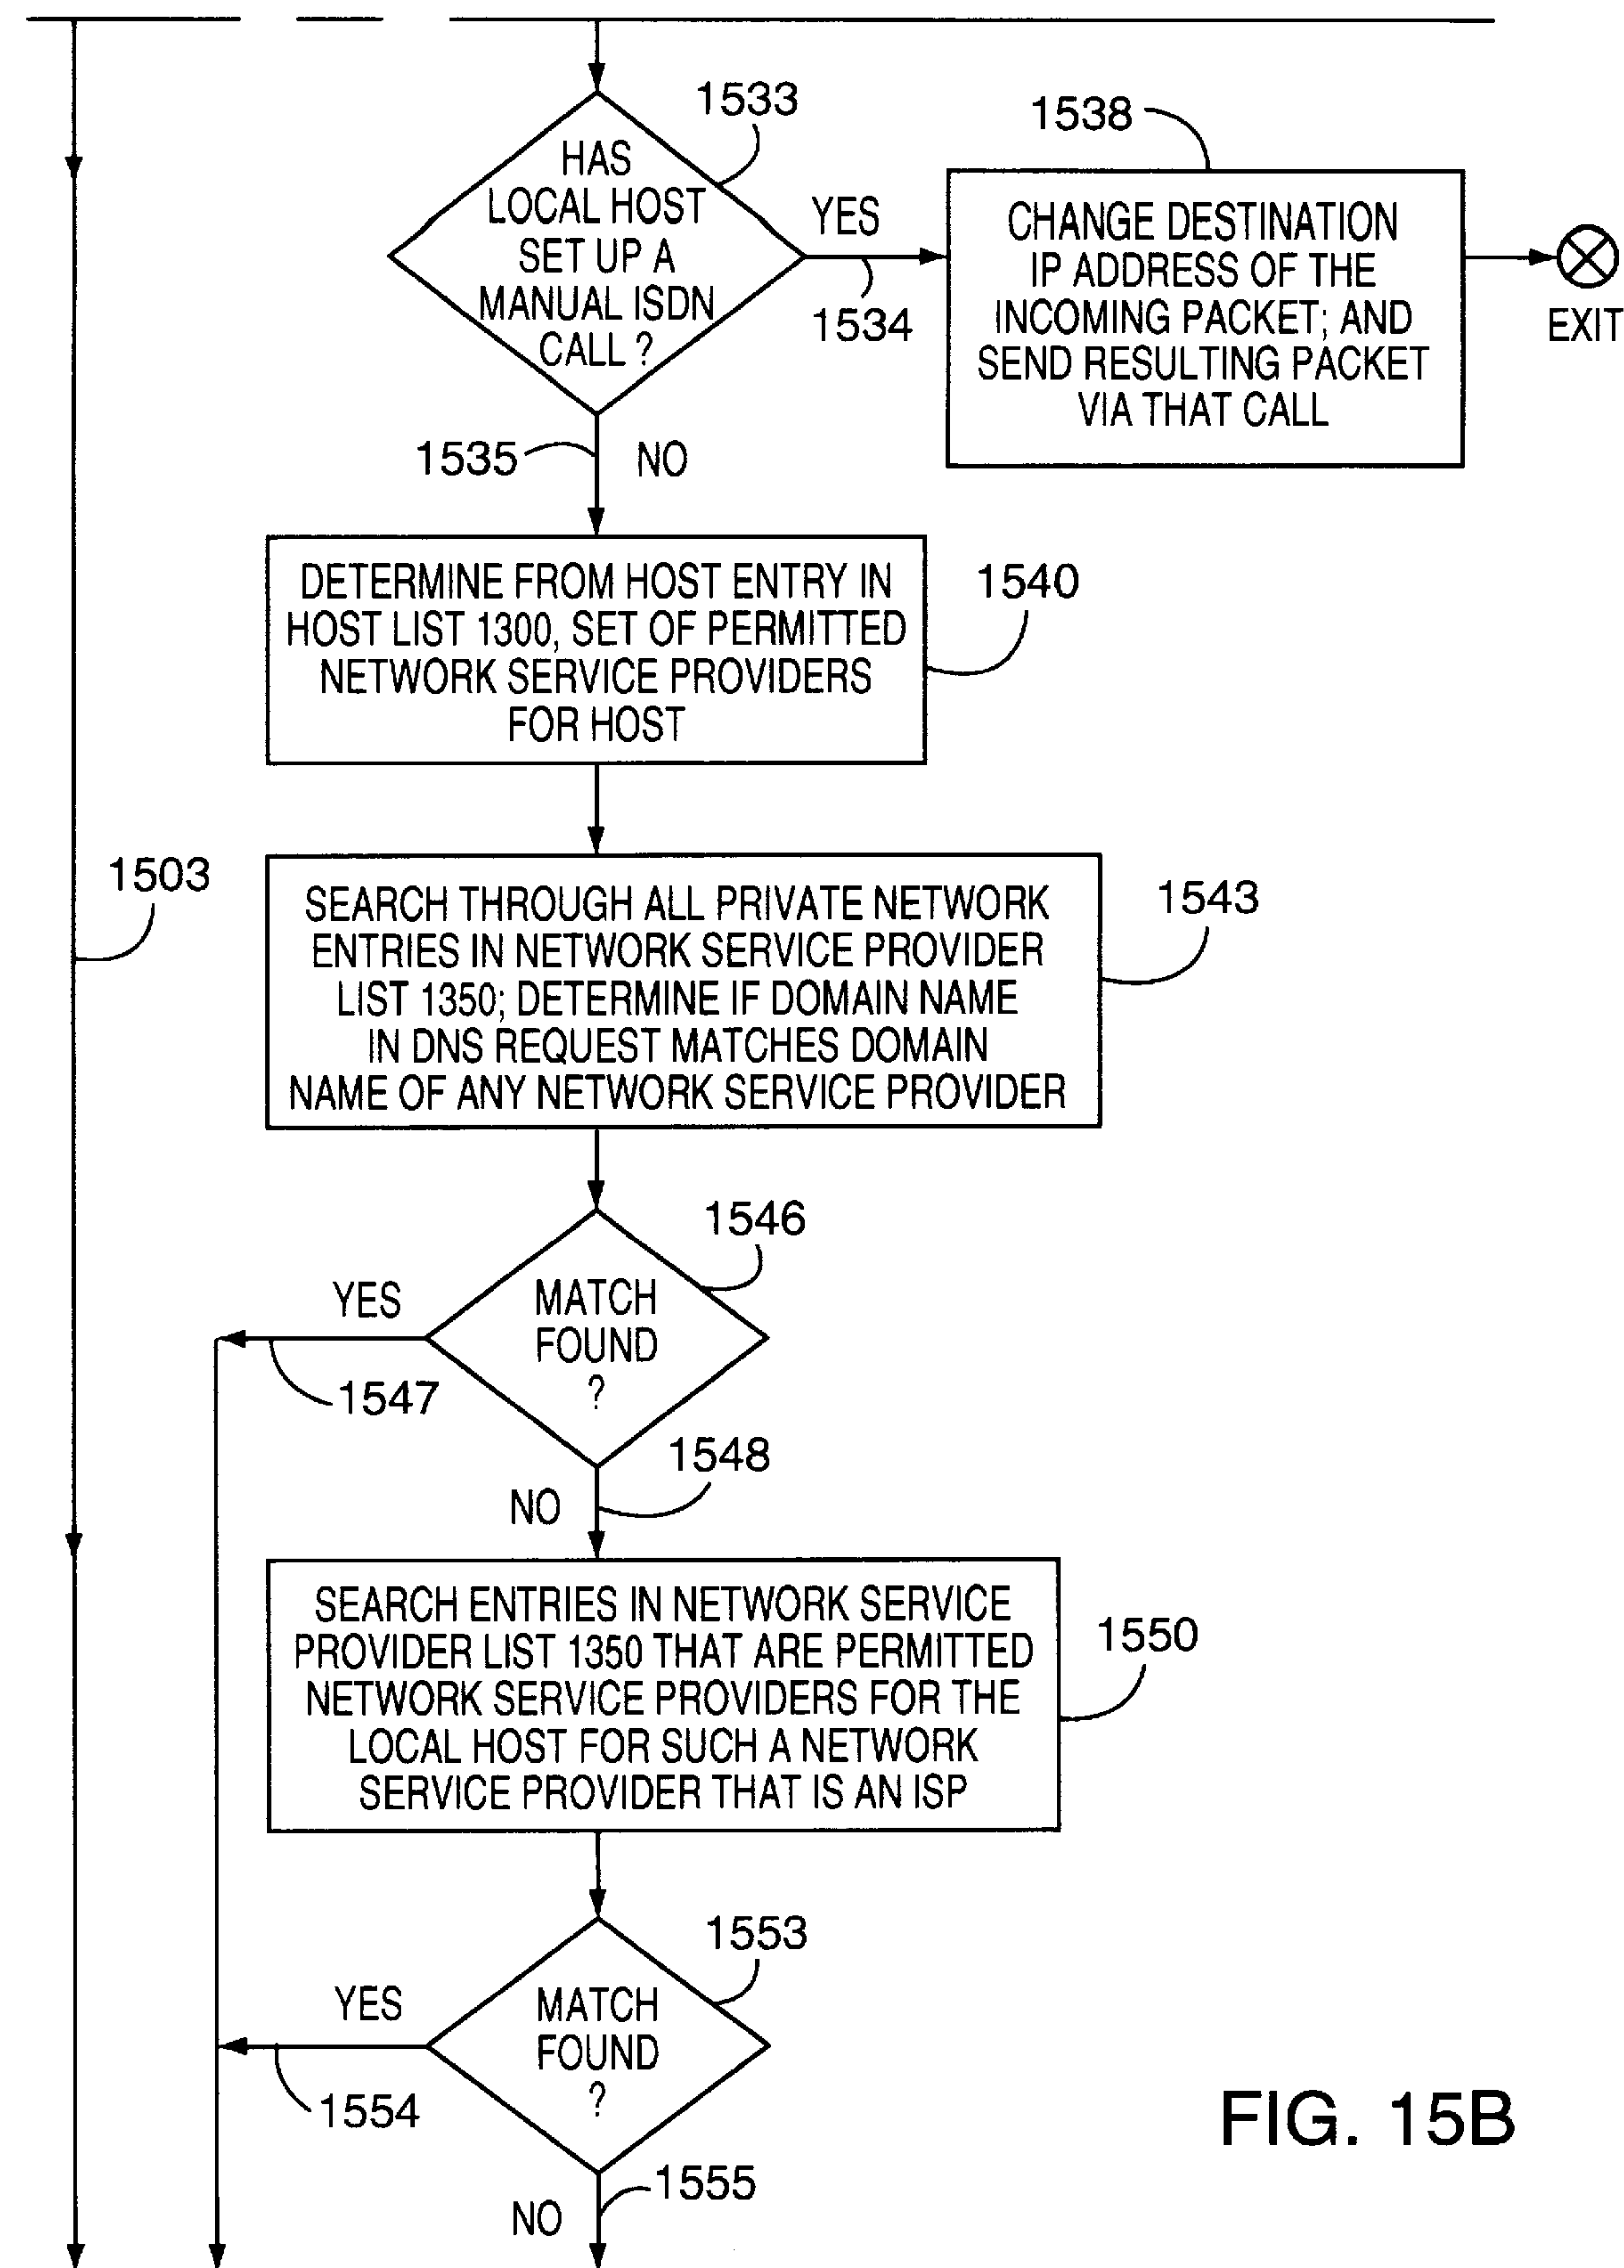 1533
HAS
LOCAL HOST
SET UP A
MANUAL ISDN
CALL ?
YES
1534
1538
CHANGE DESTINATION
IP ADDRESS OF THE
INCOMING PACKET; AND
SEND RESULTING PACKET
VIA THAT CALL
EXIT
1535
NO
DETERMINE FROM HOST ENTRY IN
HOST LIST 1300, SET OF PERMITTED
NETWORK SERVICE PROVIDERS
FOR HOST
1540
1503
SEARCH THROUGH ALL PRIVATE NETWORK
ENTRIES IN NETWORK SERVICE PROVIDER
LIST 1350; DETERMINE IF DOMAIN NAME
IN DNS REQUEST MATCHES DOMAIN
NAME OF ANY NETWORK SERVICE PROVIDER
1543
1546
YES
MATCH
FOUND
?
1547
1548
NO
SEARCH ENTRIES IN NETWORK SERVICE
PROVIDER LIST 1350 THAT ARE PERMITTED
NETWORK SERVICE PROVIDERS FOR THE
LOCAL HOST FOR SUCH A NETWORK
SERVICE PROVIDER THAT IS AN ISP
1550
1553
YES
MATCH
FOUND
?
1554
1555
NO
FIG. 15B